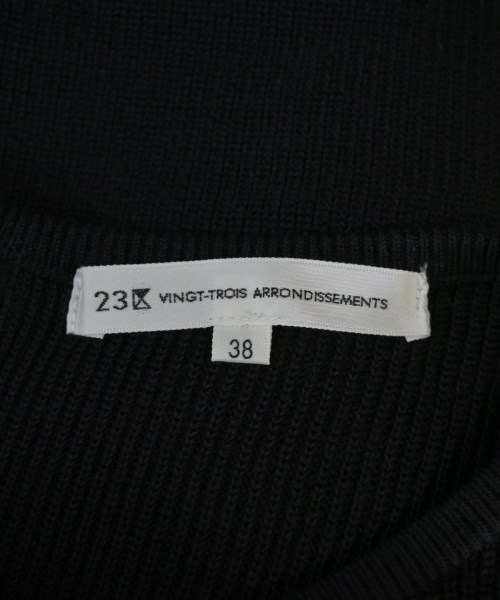 23区 VINGT-TROIS ARRONDISSEMENTS
38